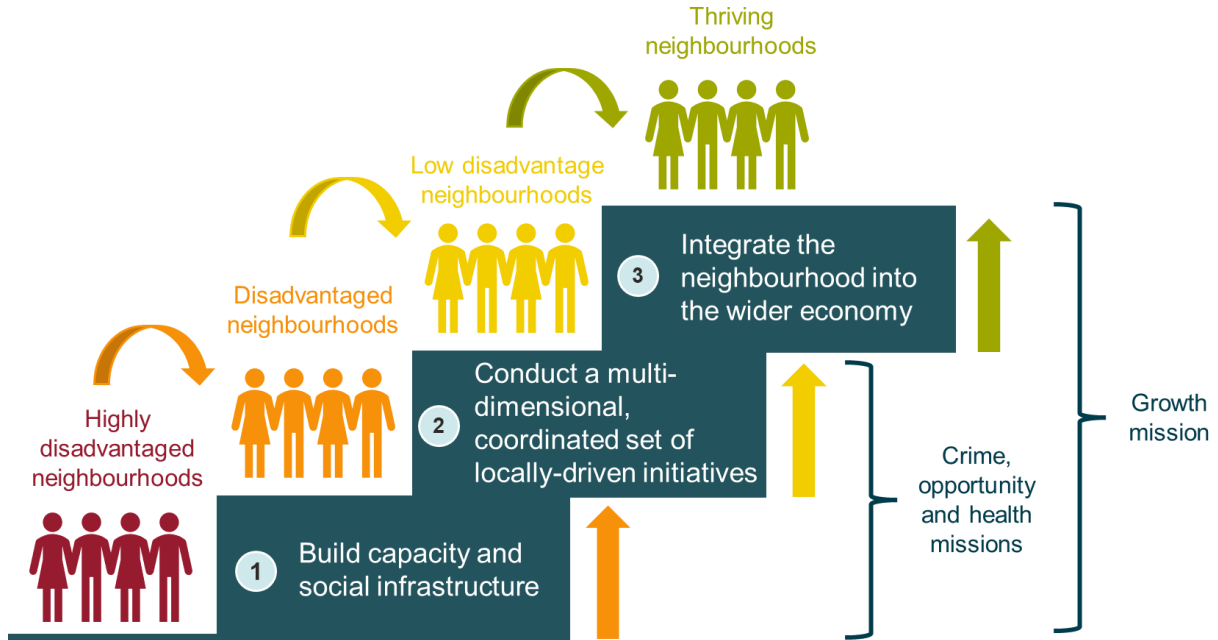 Thriving
neighbourhoods
Low disadvantage
neighbourhoods
3
Integrate the
neighbourhood into
the wider economy
Disadvantaged
neighbourhoods
2
Conduct a multi-
dimensional,
coordinated set of
locally-driven initiatives
Highly
disadvantaged
neighbourhoods
1
Build capacity and
social infrastructure
Crime,
opportunity
and health
missions
Growth
mission